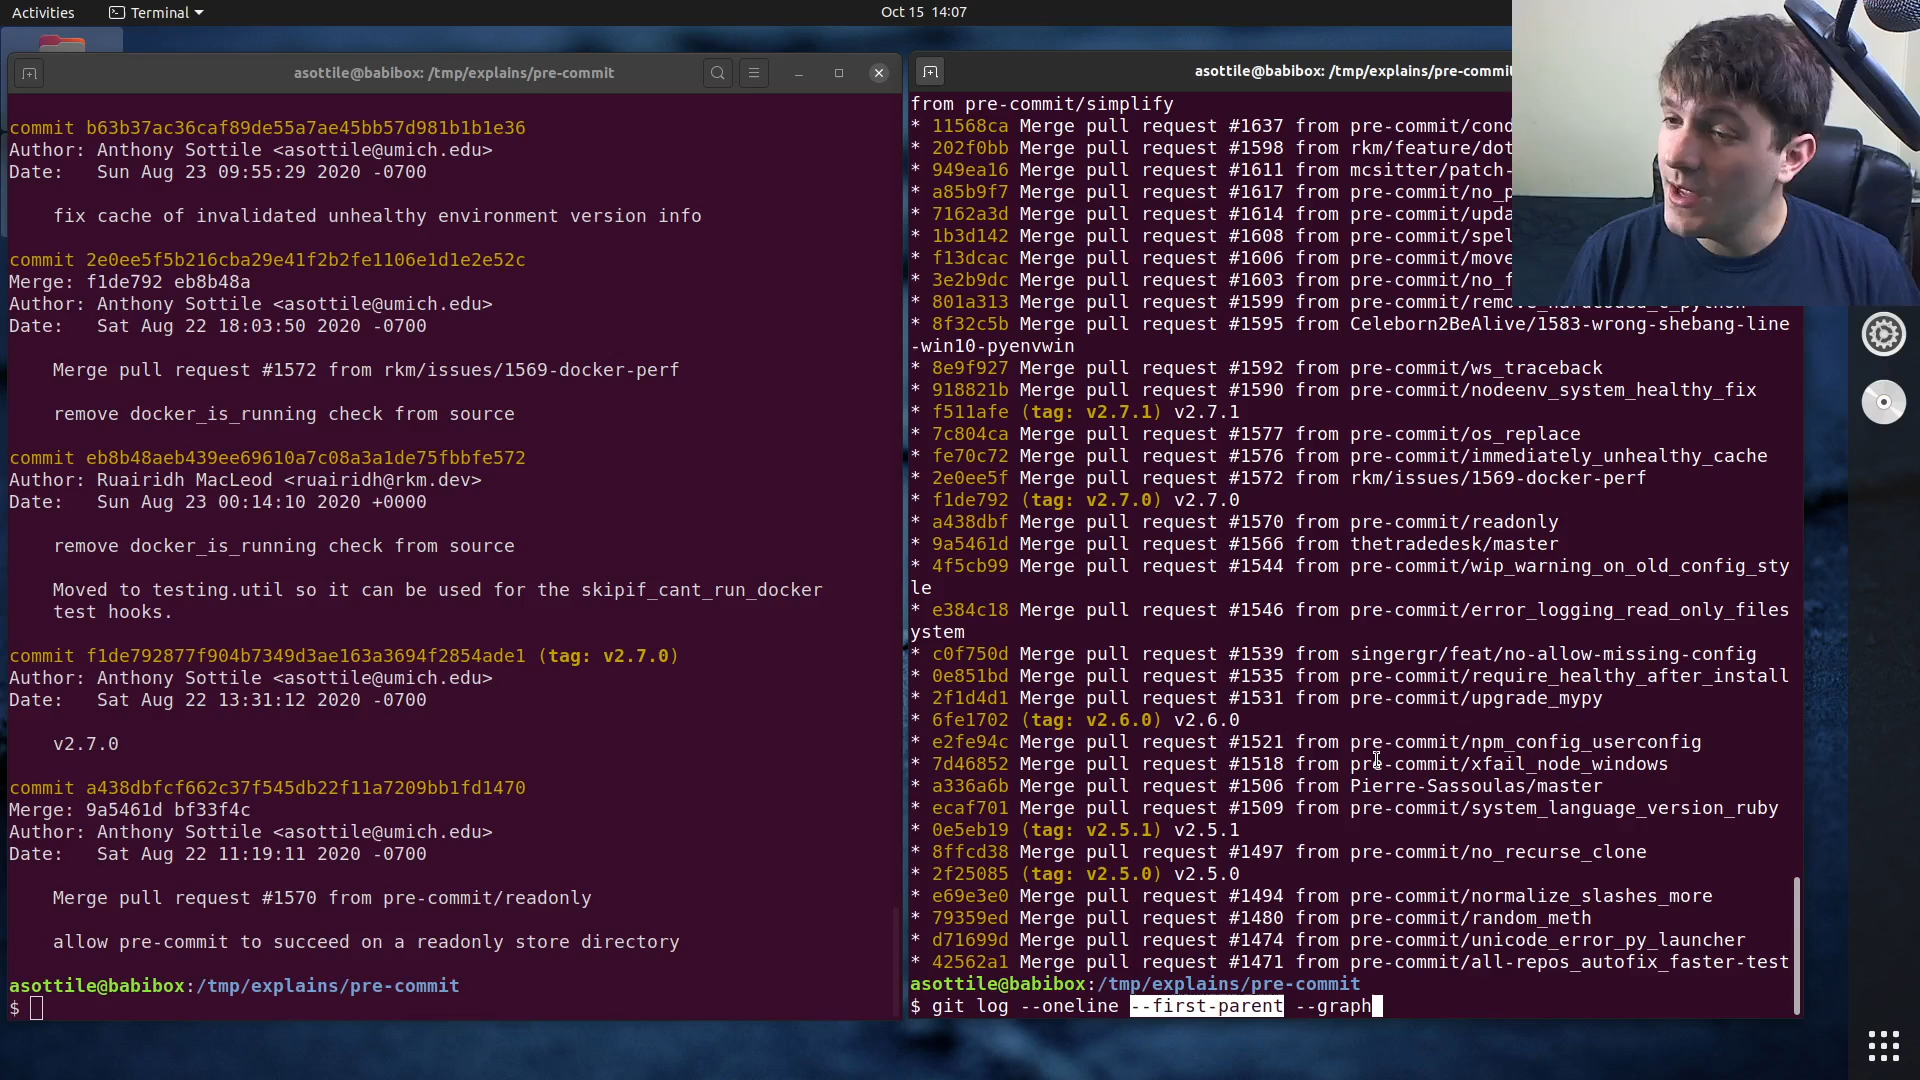 Activities
Terminal
Oct 15 14:07
asottile@babibox: /tmp/explains/pre-commit
commit b63b37ac36caf89de55a7ae45bb57d981b1b1e36
Author: Anthony Sottile <asottile@umich.edu>
Date:   Sun Aug 23 09:55:29 2020 -0700
fix cache of invalidated unhealthy environment version info
commit 2e0ee5f5b216cba29e41f2b2fe1106e1d1e2e52c
Merge: f1de792 eb8b48a
Author: Anthony Sottile <asottile@umich.edu>
Date:   Sat Aug 22 18:03:50 2020 -0700
Merge pull request #1572 from rkm/issues/1569-docker-perf
remove docker_is_running check from source
commit eb8b48aeb439ee69610a7c08a3a1de75fbbfe572
Author: Ruairidh MacLeod <ruairidh@rkm.dev>
Date:   Sun Aug 23 00:14:10 2020 +0000
remove docker_is_running check from source
Moved to testing.util so it can be used for the skipif_cant_run_docker
test hooks.
commit f1de792877f904b7349d3ae163a3694f2854ade1 (tag: v2.7.0)
Author: Anthony Sottile <asottile@umich.edu>
Date:   Sat Aug 22 13:31:12 2020 -0700
v2.7.0
commit a438dbfcf662c37f545db22f11a7209bb1fd1470
Merge: 9a5461d bf33f4c
Author: Anthony Sottile <asottile@umich.edu>
Date:   Sat Aug 22 11:19:11 2020 -0700
Merge pull request #1570 from pre-commit/readonly
allow pre-commit to succeed on a readonly store directory
asottile@babibox:/tmp/explains/pre-commit
$
asottile@babibox: /tmp/explains/pre-commit
from pre-commit/simplify
* 11568ca Merge pull request #1637 from pre-commit/cond
* 202f0bb Merge pull request #1598 from rkm/feature/dot
* 949ea16 Merge pull request #1611 from mcsitter/patch-
* a85b9f7 Merge pull request #1617 from pre-commit/no_p
* 7162a3d Merge pull request #1614 from pre-commit/upda
* 1b3d142 Merge pull request #1608 from pre-commit/spel
* f13dcac Merge pull request #1606 from pre-commit/move
* 3e2b9dc Merge pull request #1603 from pre-commit/no_f
* 801a313 Merge pull request #1599 from pre-commit/remove_hardcoded_c_python
* 8f32c5b Merge pull request #1595 from Celeborn2BeAlive/1583-wrong-shebang-line
-win10-pyenvwin
* 8e9f927 Merge pull request #1592 from pre-commit/ws_traceback
* 918821b Merge pull request #1590 from pre-commit/nodeenv_system_healthy_fix
* f511afe (tag: v2.7.1) v2.7.1
* 7c804ca Merge pull request #1577 from pre-commit/os_replace
* fe70c72 Merge pull request #1576 from pre-commit/immediately_unhealthy_cache
* 2e0ee5f Merge pull request #1572 from rkm/issues/1569-docker-perf
* f1de792 (tag: v2.7.0) v2.7.0
* a438dbf Merge pull request #1570 from pre-commit/readonly
* 9a5461d Merge pull request #1566 from thetradedesk/master
* 4f5cb99 Merge pull request #1544 from pre-commit/wip_warning_on_old_config_sty
le
* e384c18 Merge pull request #1546 from pre-commit/error_logging_read_only_files
ystem
* c0f750d Merge pull request #1539 from singergr/feat/no-allow-missing-config
* 0e851bd Merge pull request #1535 from pre-commit/require_healthy_after_install
* 2f1d4d1 Merge pull request #1531 from pre-commit/upgrade_mypy
* 6fe1702 (tag: v2.6.0) v2.6.0
* e2fe94c Merge pull request #1521 from pre-commit/npm_config_userconfig
* 7d46852 Merge pull request #1518 from pre-commit/xfail_node_windows
* a336a6b Merge pull request #1506 from Pierre-Sassoulas/master
* ecaf701 Merge pull request #1509 from pre-commit/system_language_version_ruby
* 0e5eb19 (tag: v2.5.1) v2.5.1
* 8ffcd38 Merge pull request #1497 from pre-commit/no_recurse_clone
* 2f25085 (tag: v2.5.0) v2.5.0
* e69e3e0 Merge pull request #1494 from pre-commit/normalize_slashes_more
* 79359ed Merge pull request #1480 from pre-commit/random_meth
* d71699d Merge pull request #1474 from pre-commit/unicode_error_py_launcher
* 42562a1 Merge pull request #1471 from pre-commit/all-repos_autofix_faster-test
asottile@babibox:/tmp/explains/pre-commit
$ git log --oneline --first-parent --graph